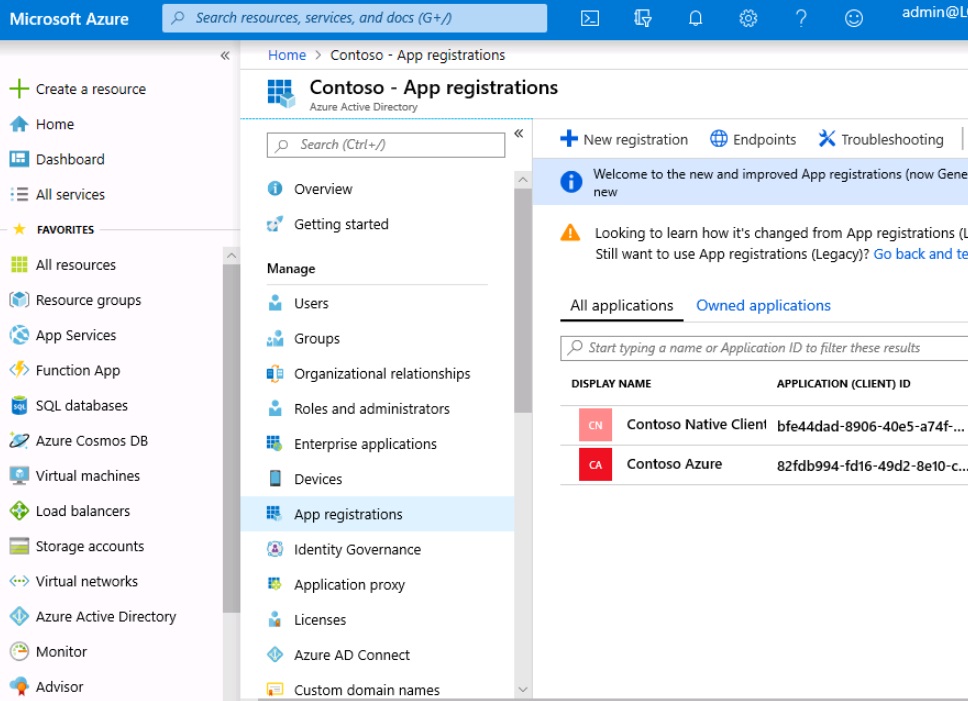 Microsoft Azure
Search resources, services, and docs (G+/)
admin@L
Create a resource
Home
Dashboard
All services
FAVORITES
All resources
Resource groups
App Services
Function App
SQL databases
Azure Cosmos DB
Virtual machines
Load balancers
Storage accounts
Virtual networks
Azure Active Directory
Monitor
Advisor
Home > Contoso - App registrations
Contoso - App registrations
Azure Active Directory
Search (Ctrl+/)
Overview
Getting started
Manage
Users
Groups
Organizational relationships
Roles and administrators
Enterprise applications
Devices
App registrations
Identity Governance
Application proxy
Licenses
Azure AD Connect
Custom domain names
New registration Endpoints Troubleshooting
Welcome to the new and improved App registrations (now Gene
new
Looking to learn how it's changed from App registrations (L
Still want to use App registrations (Legacy)? Go back and te
All applications Owned applications
Start typing a name or Application ID to filter these results
DISPLAY NAME APPLICATION (CLIENT) ID
CN Contoso Native Client bfe44dad-8906-40e5-a74f-...
CA Contoso Azure 82fdb994-fd16-49d2-8e10-c...